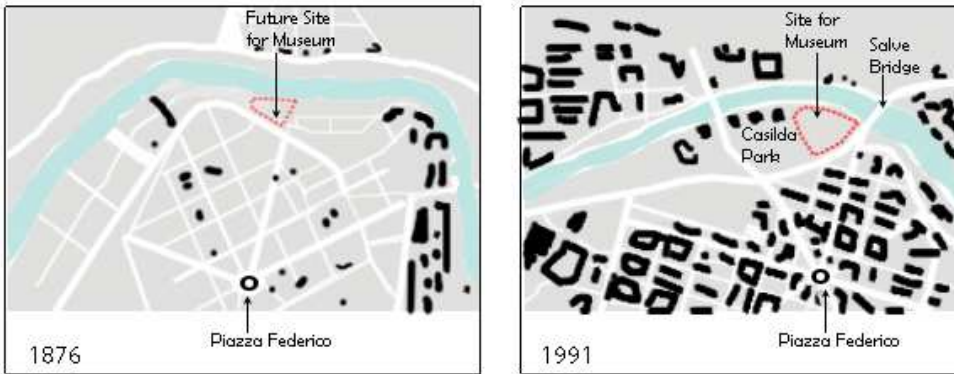 Future Site
for Museum
Piazza Federico
1876
Site for
Museum
Salve
Bridge
Casilda
Park
Piazza Federico
1991